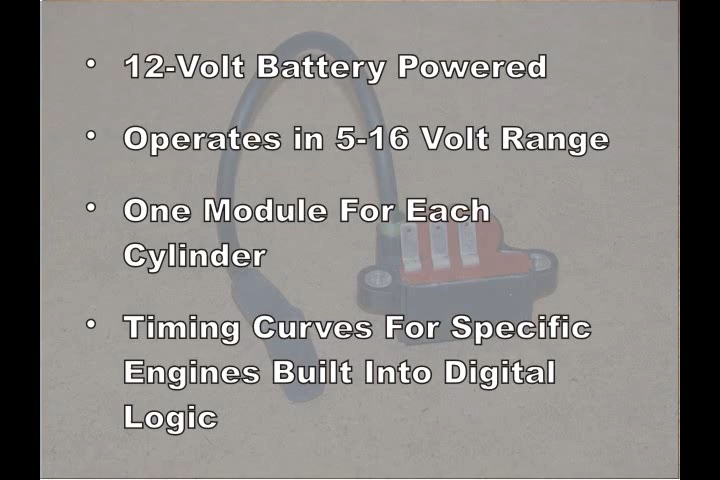 • 12-Volt Battery Powered
• Operates in 5-16 Volt Range
• One Module For Each
Cylinder
• Timing Curves For Specific
Engines Built Into Digital
Logic